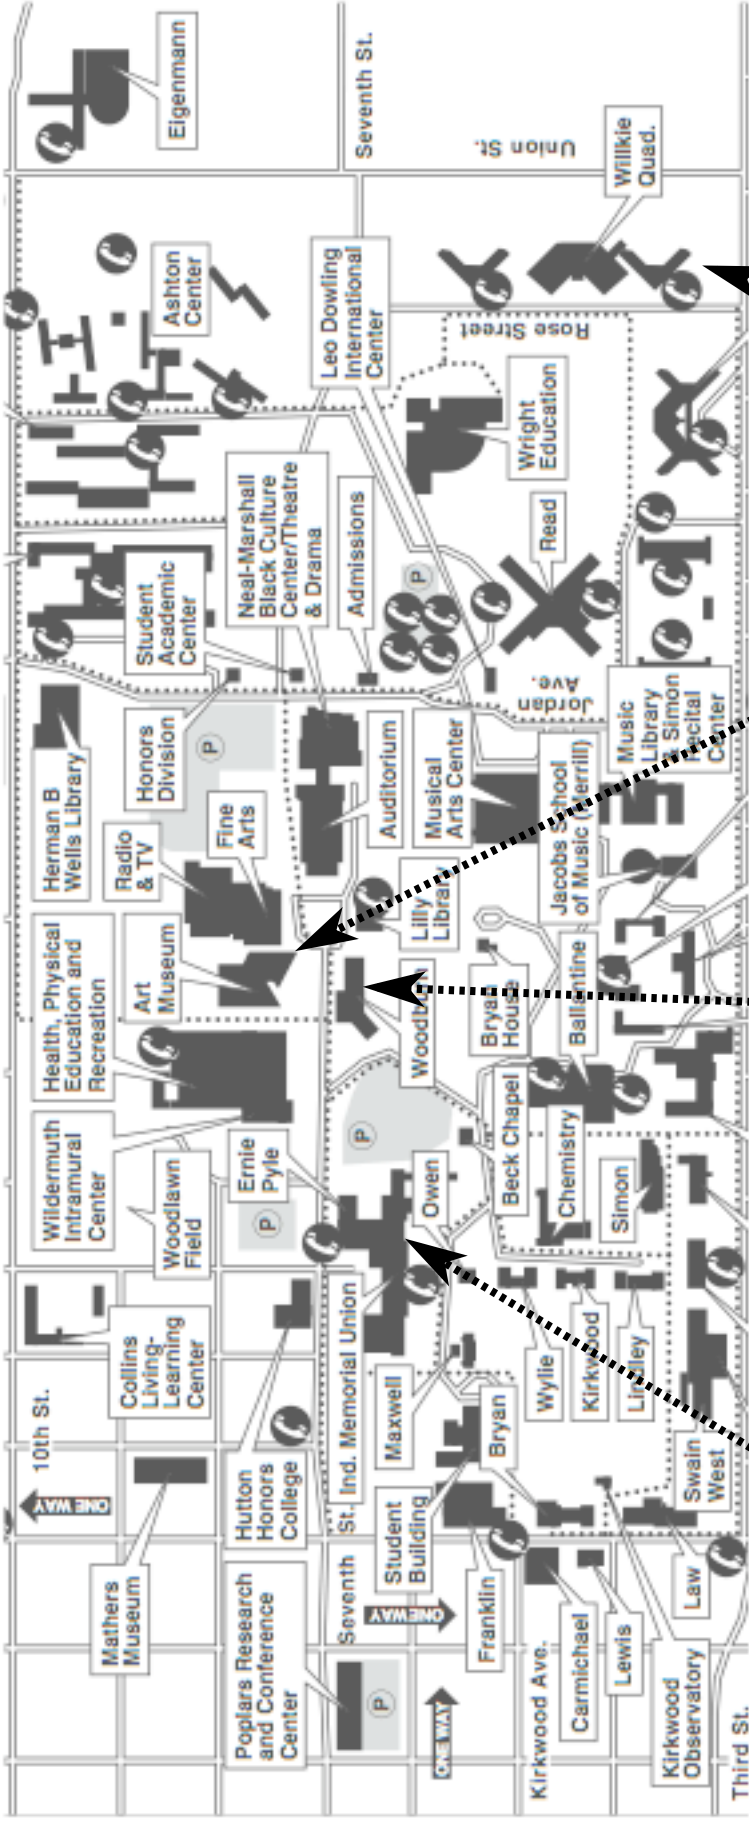 Eigenmann
Seventh St.
Union St.
Willkie
Quad.
Ashton
Center
Leo Dowling
International
Center
Rose Street
Wright
Education
Neal-Marshall
Black Culture
Center/Theatre
& Drama
Admissions
Read
P
Student
Academic
Center
Jordan
Ave.
Honors
Division
P
Herman B
Wells Library
Radio
& TV
Fine
Arts
Auditorium
Musical
Arts Center
Jacobs School
of Music (Merrill)
Music
Library
& Simon
Recital
Center
Lilly
Library
Art
Museum
Health, Physical
Education and
Recreation
Woodburn
Bryan
House
Ballantine
Wildermuth
Intramural
Center
Woodlawn
Field
Ernie
Pyle
P
P
Owen
Beck Chapel
Chemistry
Simon
Collins
Living-
Learning
Center
10th St.
ONE WAY
Hutton
Honors
College
Ind. Memorial Union
St.
Maxwell
Bryan
Wylie
Kirkwood
Lindley
Swain
West
Mathers
Museum
Student
Building
Seventh
ONE WAY
Franklin
Law
Poplars Research
and Conference
Center
P
ONE WAY
Kirkwood Ave.
Carmichael
Lewis
Kirkwood
Observatory
Third St.